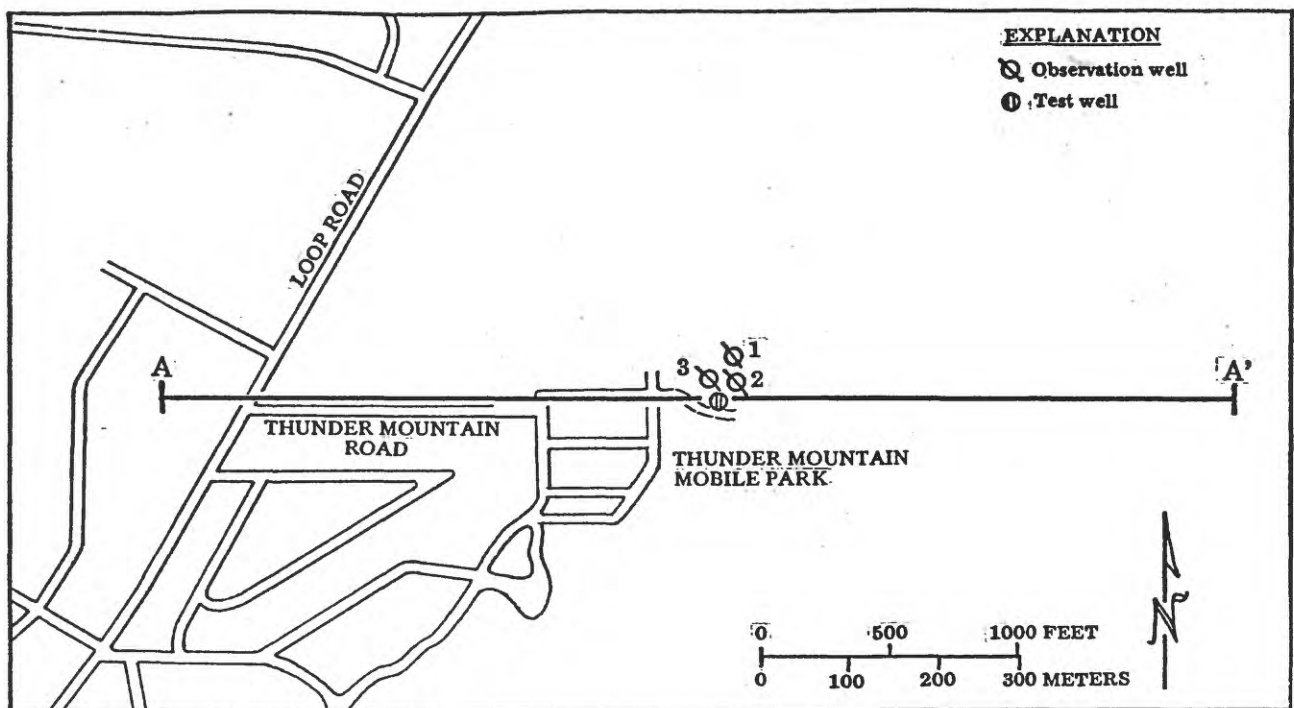 EXPLANATION
Observation well
Test well
LOOP ROAD
A
3
1
2
A'
THUNDER MOUNTAIN
ROAD
THUNDER MOUNTAIN
MOBILE PARK
0 500 1000 FEET
0 100 200 300 METERS
N